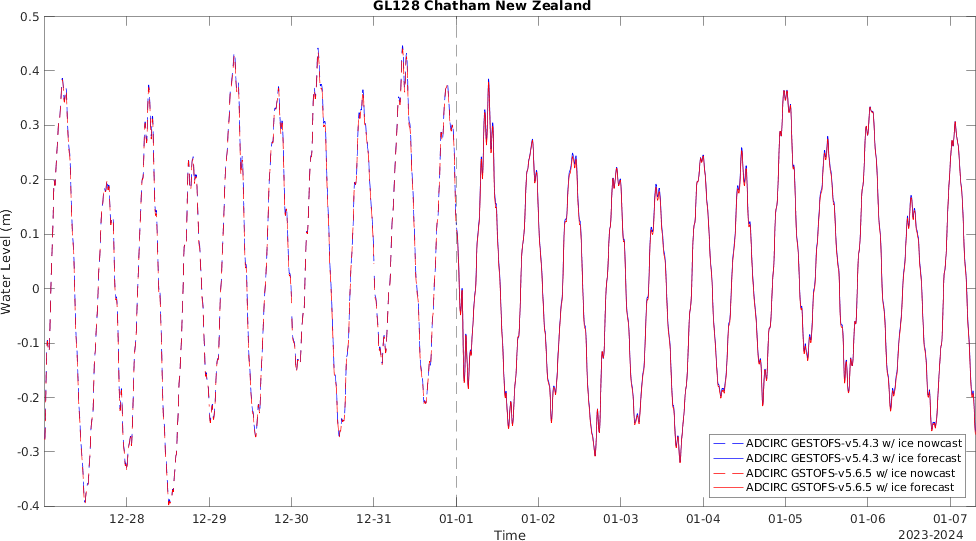 GL128 Chatham New Zealand
0.5
0.4
0.3
0.2
0.1
0
-0.1
-0.2
-0.3
-0.4
Water Level (m)
ADCIRC GESTOFS-v5.4.3 w/ ice nowcast
ADCIRC GESTOFS-v5.4.3 w/ ice forecast
ADCIRC GSTOFS-v5.6.5 w/ ice nowcast
ADCIRC GSTOFS-v5.6.5 w/ ice forecast
12-28 12-29 12-30 12-31 01-01 01-02 01-03 01-04 01-05 01-06 01-07
Time
2023-2024